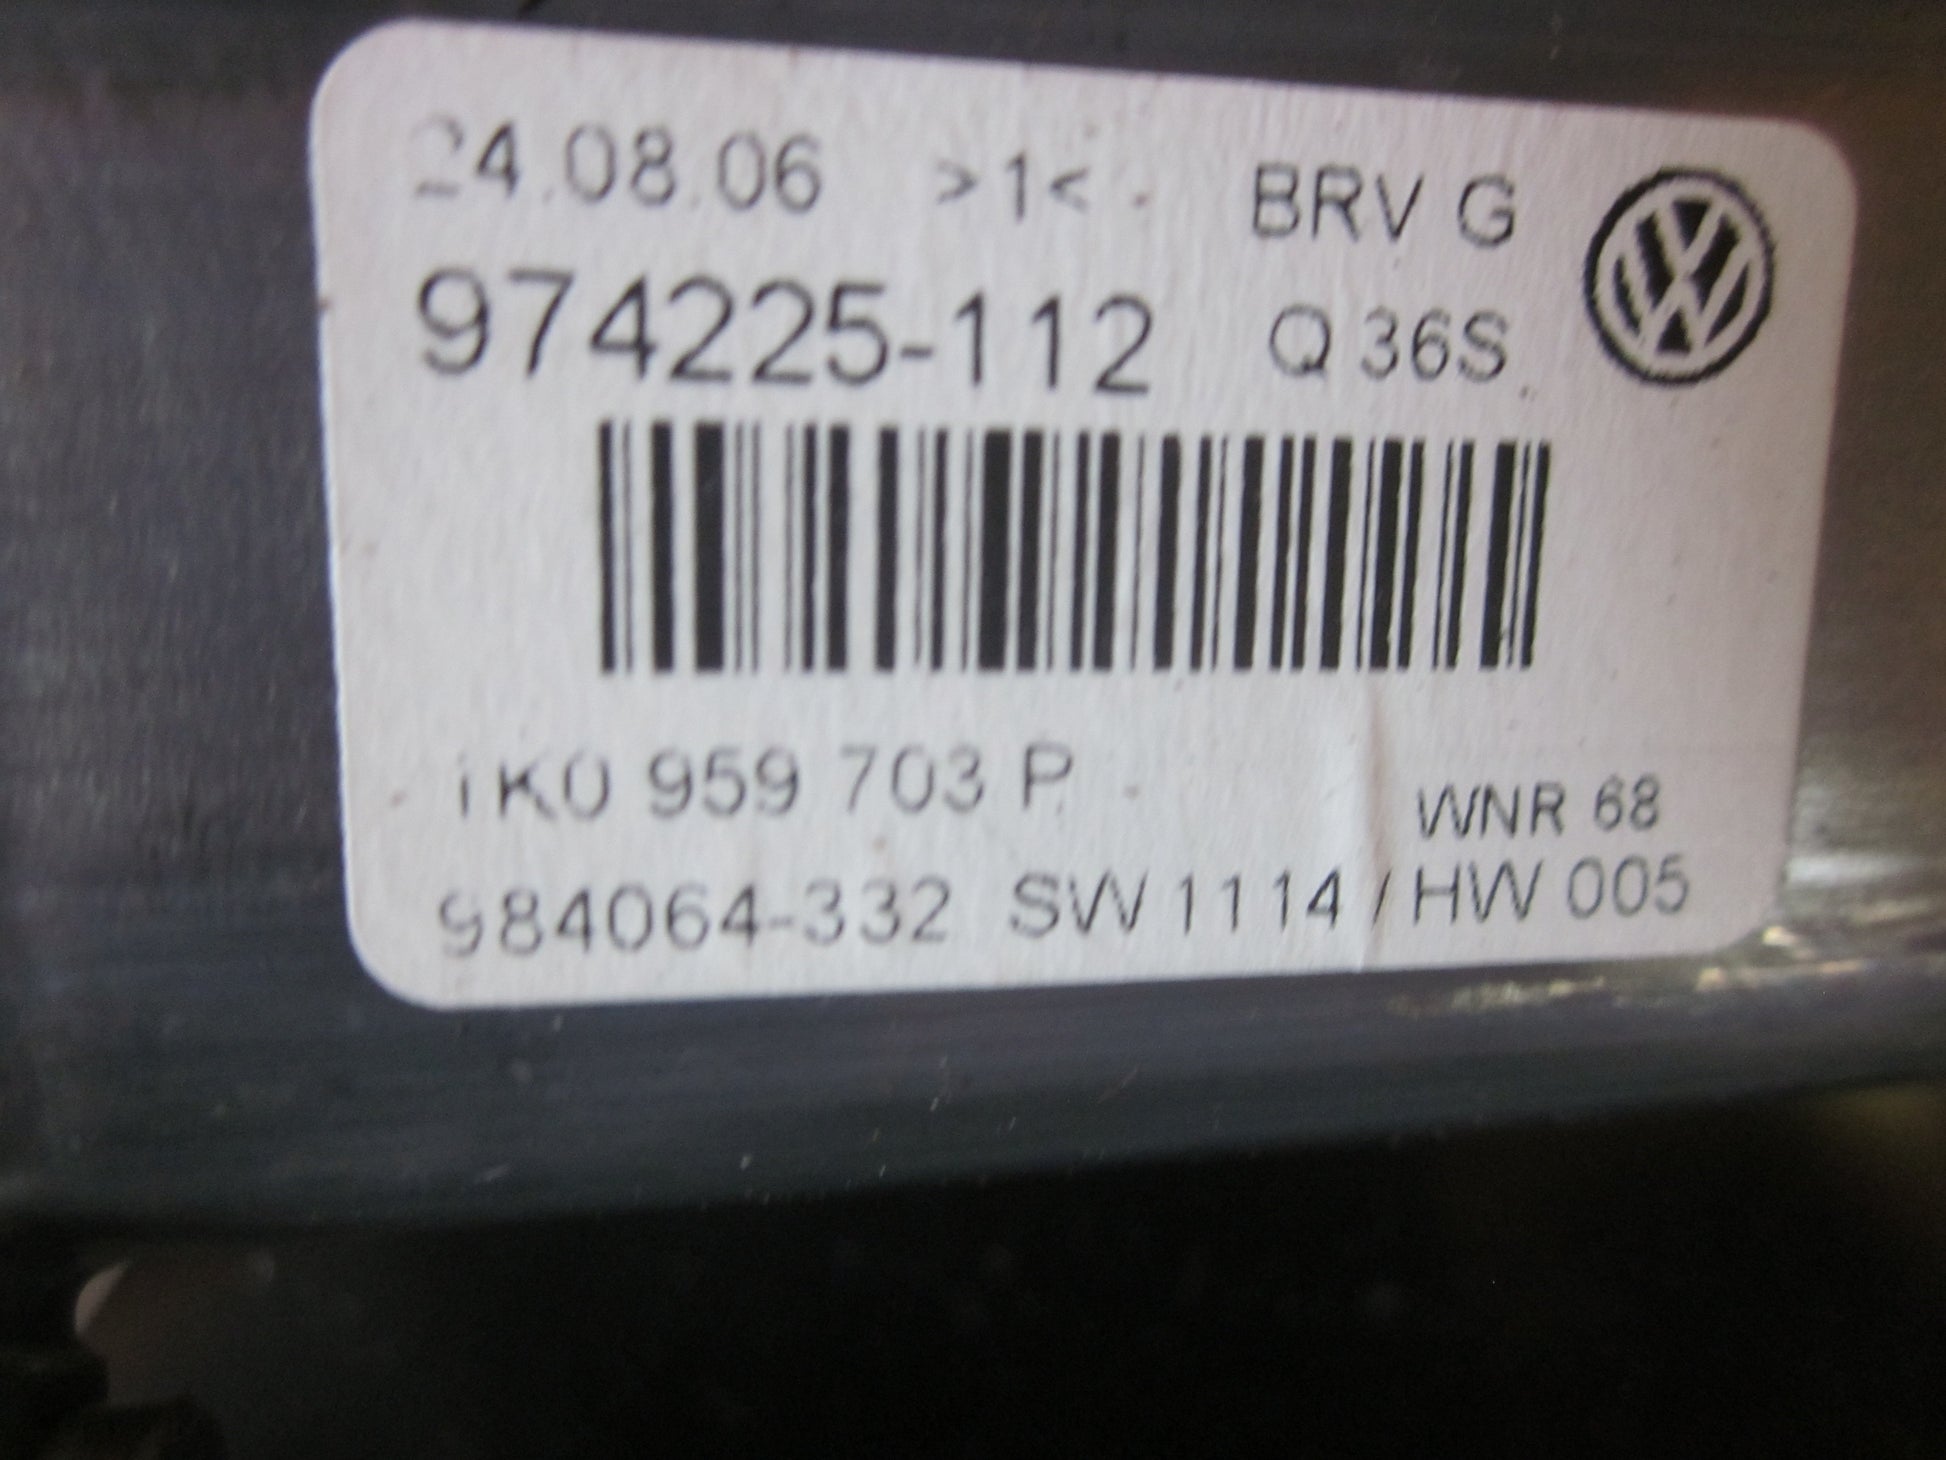 24.08.06 >1< BRV G
974225-112 Q 36S
1K0 959 703 P
WNR 68
984064-332 SW 1114 / HW 005